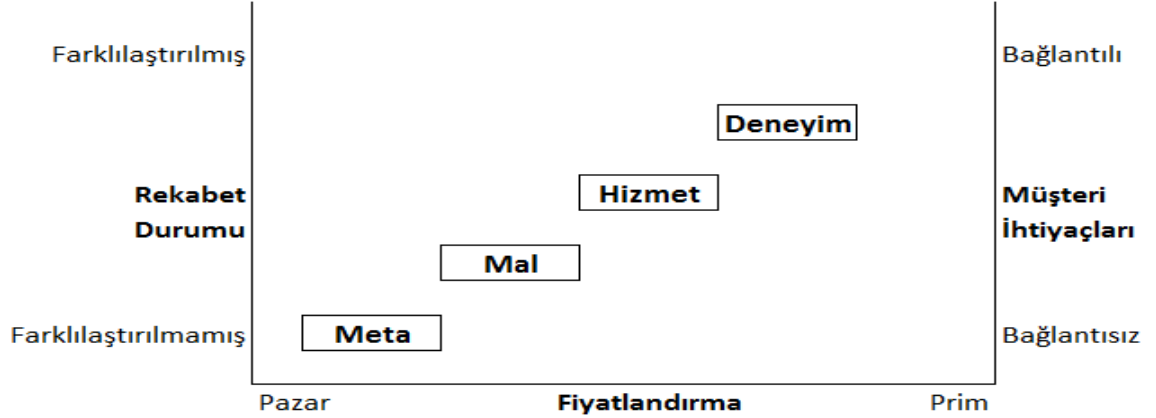 Farklılaştırılmış
Bağlantılı
Deneyim
Rekabet
Durumu
Hizmet
Müşteri
İhtiyaçları
Mal
Farklılaştırılmamış
Meta
Bağlantısız
Pazar
Fiyatlandırma
Prim